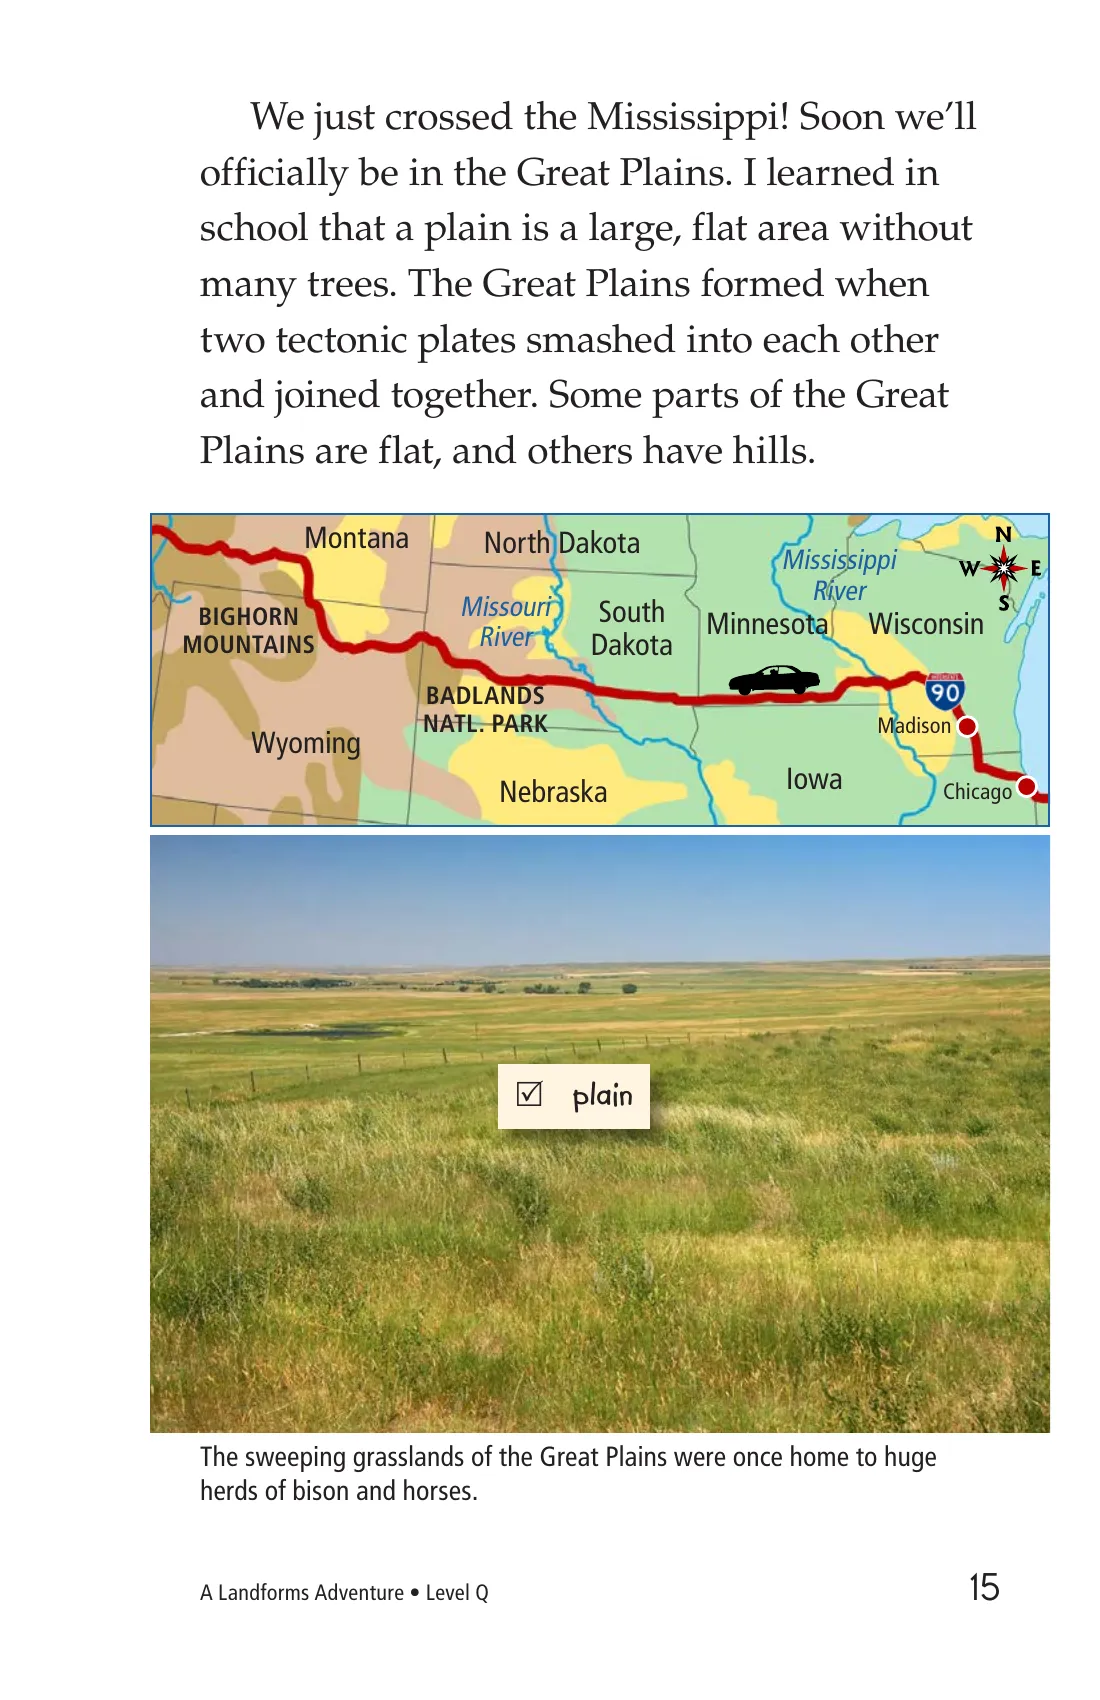 We just crossed the Mississippi! Soon we’ll
officially be in the Great Plains. I learned in
school that a plain is a large, flat area without
many trees. The Great Plains formed when
two tectonic plates smashed into each other
and joined together. Some parts of the Great
Plains are flat, and others have hills.
Montana
North Dakota
N
W
E
S
Mississippi
River
BIGHORN
MOUNTAINS
Missouri
River
South
Dakota
Minnesota
Wisconsin
BADLANDS
NATL. PARK
90
Madison
Wyoming
Nebraska
Iowa
Chicago
plain
The sweeping grasslands of the Great Plains were once home to huge
herds of bison and horses.
A Landforms Adventure • Level Q
15